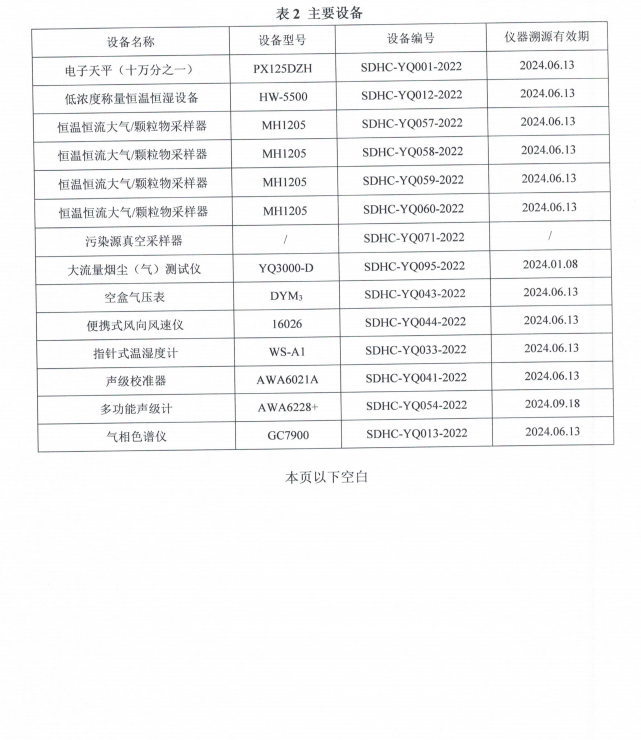 表 2  主要设备
设备名称 设备型号 设备编号 仪器溯源有效期
电子天平（十万分之一） PX125DZH SDHC-YQ001-2022 2024.06.13
低浓度称量恒温恒湿设备 HW-5500 SDHC-YQ012-2022 2024.06.13
恒温恒流大气/颗粒物采样器 MH1205 SDHC-YQ057-2022 2024.06.13
恒温恒流大气/颗粒物采样器 MH1205 SDHC-YQ058-2022 2024.06.13
恒温恒流大气/颗粒物采样器 MH1205 SDHC-YQ059-2022 2024.06.13
恒温恒流大气/颗粒物采样器 MH1205 SDHC-YQ060-2022 2024.06.13
污染源真空采样器 / SDHC-YQ071-2022 /
大流量烟尘（气）测试仪 YQ3000-D SDHC-YQ095-2022 2024.01.08
空盒气压表 DYM₃ SDHC-YQ043-2022 2024.06.13
便携式风向风速仪 16026 SDHC-YQ044-2022 2024.06.13
指针式温湿度计 WS-A1 SDHC-YQ033-2022 2024.06.13
声级校准器 AWA6021A SDHC-YQ041-2022 2024.06.13
多功能声级计 AWA6228+ SDHC-YQ054-2022 2024.09.18
气相色谱仪 GC7900 SDHC-YQ013-2022 2024.06.13
本页以下空白